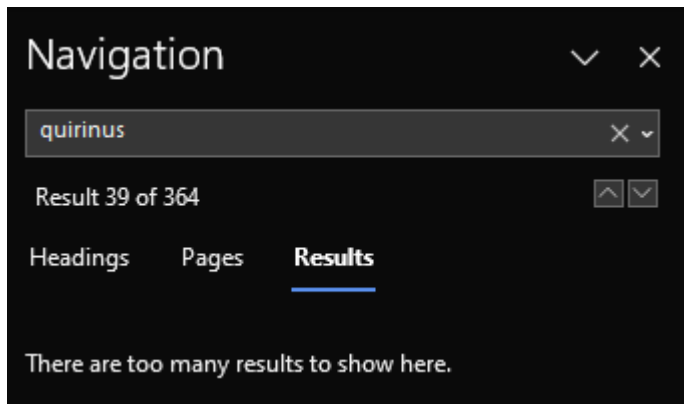 Navigation
quirinus
Result 39 of 364
Headings Pages Results
There are too many results to show here.